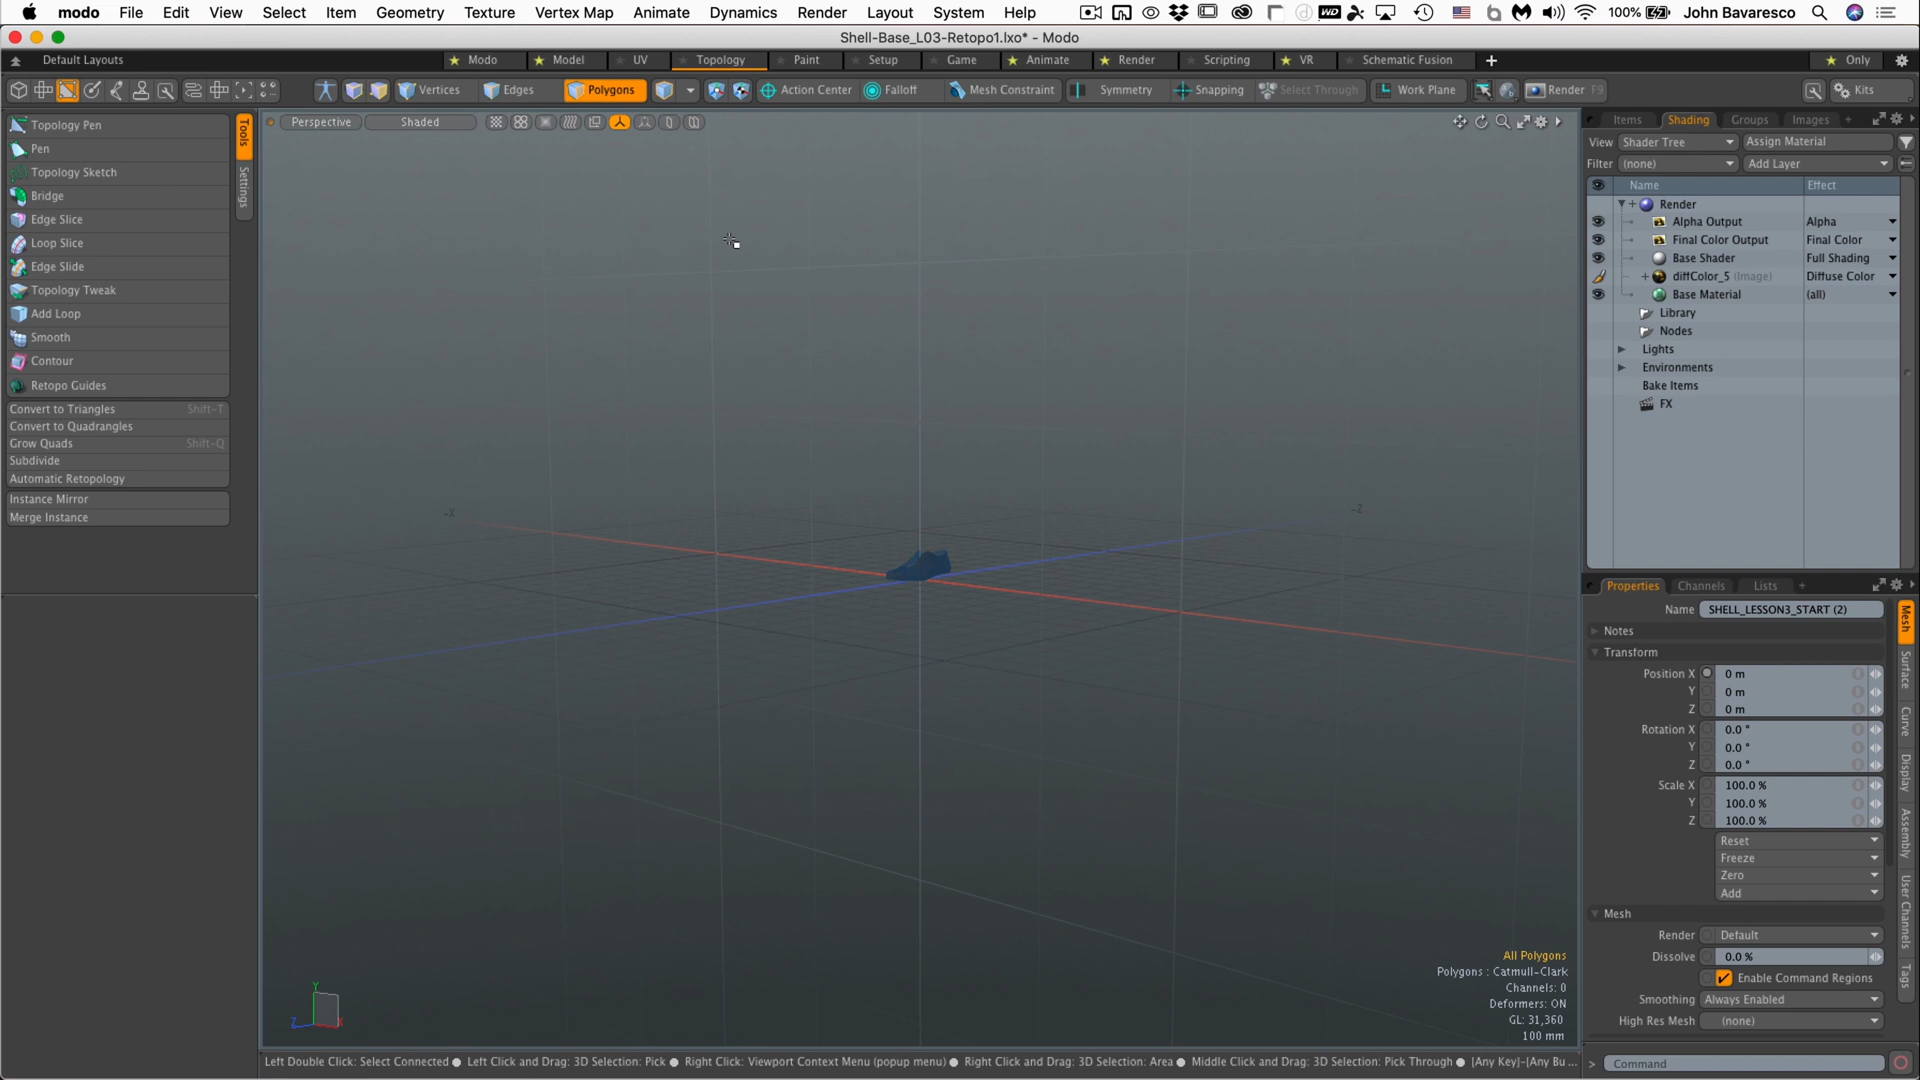 modo File Edit View Select Item Geometry Texture Vertex Map Animate Dynamics Render Layout System Help WD 100% John Bavaresco
Shell-Base_L03-Retopo1.lxo* - Modo
Default Layouts Modo Model UV Topology Paint Setup Game Animate Render Scripting VR Schematic Fusion + Only
Vertices Edges Polygons Action Center Falloff Mesh Constraint Symmetry Snapping Select Through Work Plane Render F9 Kits
Topology Pen
Pen
Topology Sketch
Bridge
Edge Slice
Loop Slice
Edge Slide
Topology Tweak
Add Loop
Smooth
Contour
Retopo Guides
Convert to Triangles Shift-T
Convert to Quadrangles
Grow Quads Shift-Q
Subdivide
Automatic Retopology
Instance Mirror
Merge Instance
Tools
Settings
Perspective Shaded
-X
-Z
Y
Z X
All Polygons
Polygons : Catmull-Clark
Channels: 0
Deformers: ON
GL: 31,360
100 mm
Left Double Click: Select Connected ● Left Click and Drag: 3D Selection: Pick ● Right Click: Viewport Context Menu (popup menu) ● Right Click and Drag: 3D Selection: Area ● Middle Click and Drag: 3D Selection: Pick Through ● [Any Key]-[Any Bu ...
Items Shading Groups Images +
View Shader Tree Assign Material
Filter (none) Add Layer
Name Effect
Render
Alpha Output Alpha
Final Color Output Final Color
Base Shader Full Shading
diffColor_5 (Image) Diffuse Color
Base Material (all)
Library
Nodes
Lights
Environments
Bake Items
FX
Properties Channels Lists +
Name SHELL_LESSON3_START (2)
Notes
Transform
Position X 0 m
Y 0 m
Z 0 m
Rotation X 0.0 °
Y 0.0 °
Z 0.0 °
Scale X 100.0 %
Y 100.0 %
Z 100.0 %
Reset
Freeze
Zero
Add
Mesh
Render Default
Dissolve 0.0 %
Enable Command Regions
Smoothing Always Enabled
High Res Mesh (none)
Mesh
Surface
Curve
Display
Assembly
User Channels
Tags
> Command